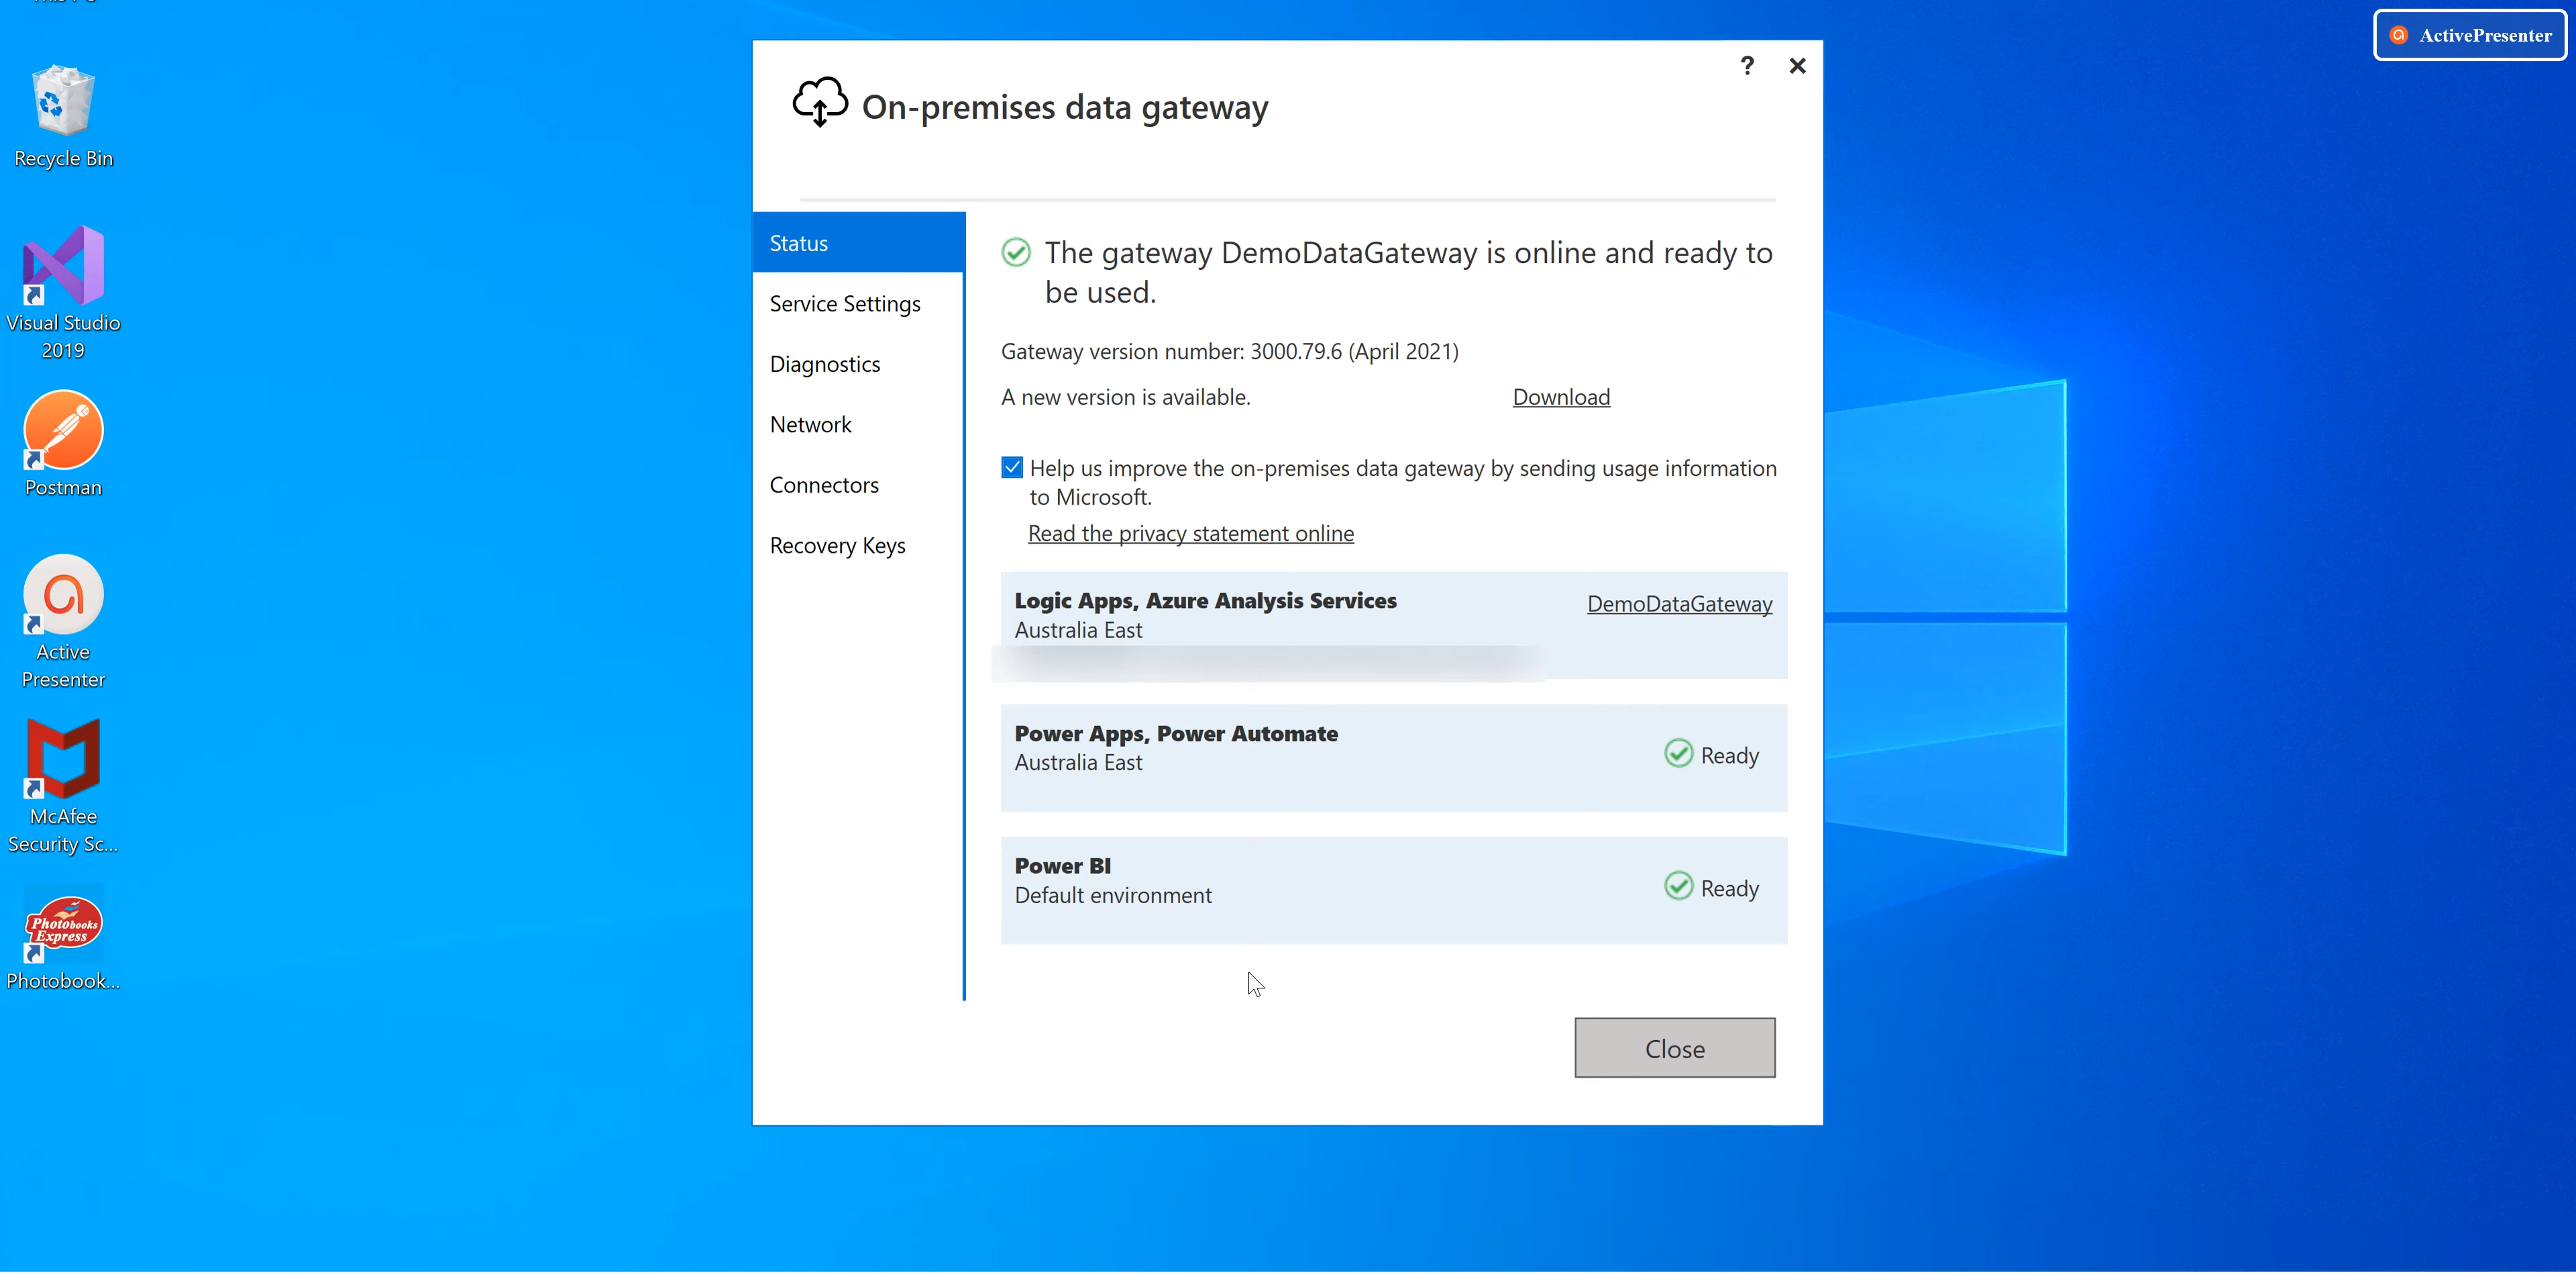 ActivePresenter
Recycle Bin
Visual Studio
2019
Postman
Active
Presenter
McAfee
Security Sc...
Photobooks
Express
Photobook...
? 
On-premises data gateway
Status
Service Settings
Diagnostics
Network
Connectors
Recovery Keys
The gateway DemoDataGateway is online and ready to
be used.
Gateway version number: 3000.79.6 (April 2021)
A new version is available. Download
Help us improve the on-premises data gateway by sending usage information
to Microsoft.
Read the privacy statement online
Logic Apps, Azure Analysis Services DemoDataGateway
Australia East
Power Apps, Power Automate
Australia East
Ready
Power BI
Default environment
Ready
Close